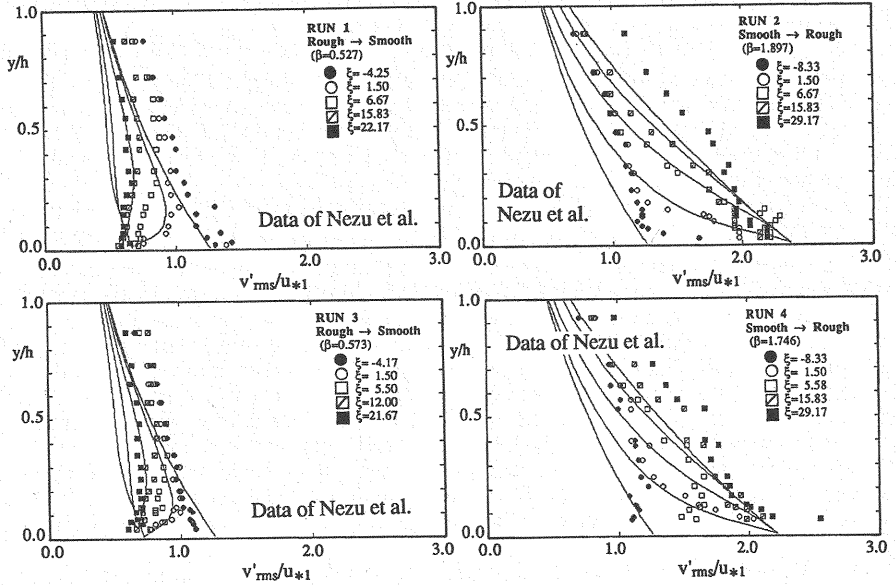 1.0
y/h
0.5
0.0
RUN 1
Rough → Smooth
(β=0.527)
ξ= -4.25
ξ= 1.50
ξ= 6.67
ξ=15.83
ξ=22.17
Data of Nezu et al.
0.0 1.0 2.0 3.0
v'rms/u*1
1.0
y/h
0.5
0.0
RUN 2
Smooth → Rough
(β=1.897)
ξ= -8.33
ξ= 1.50
ξ= 6.67
ξ=15.83
ξ=29.17
Data of
Nezu et al.
0.0 1.0 2.0 3.0
v'rms/u*1
1.0
y/h
0.5
0.0
RUN 3
Rough → Smooth
(β=0.573)
ξ= -4.17
ξ= 1.50
ξ= 5.50
ξ= 12.00
ξ=21.67
Data of Nezu et al.
0.0 1.0 2.0 3.0
v'rms/u*1
1.0
y/h
0.5
0.0
RUN 4
Smooth → Rough
(β=1.746)
ξ= -8.33
ξ= 1.50
ξ= 5.58
ξ=15.83
ξ=29.17
Data of Nezu et al.
0.0 1.0 2.0 3.0
v'rms/u*1